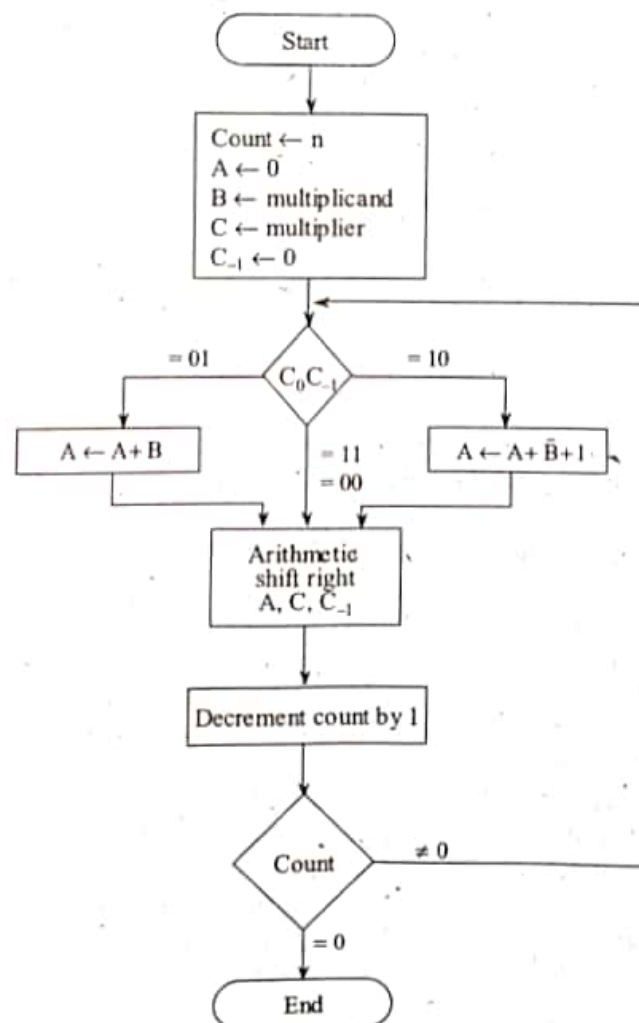 Start
Count ← n
A ← 0
B ← multiplicand
C ← multiplier
C₋₁ ← 0
= 01
C₀C₋₁
= 10
A ← A + B
= 11
= 00
A ← A + B̄ + 1
Arithmetic
shift right
A, C, C₋₁
Decrement count by 1
Count
≠ 0
= 0
End